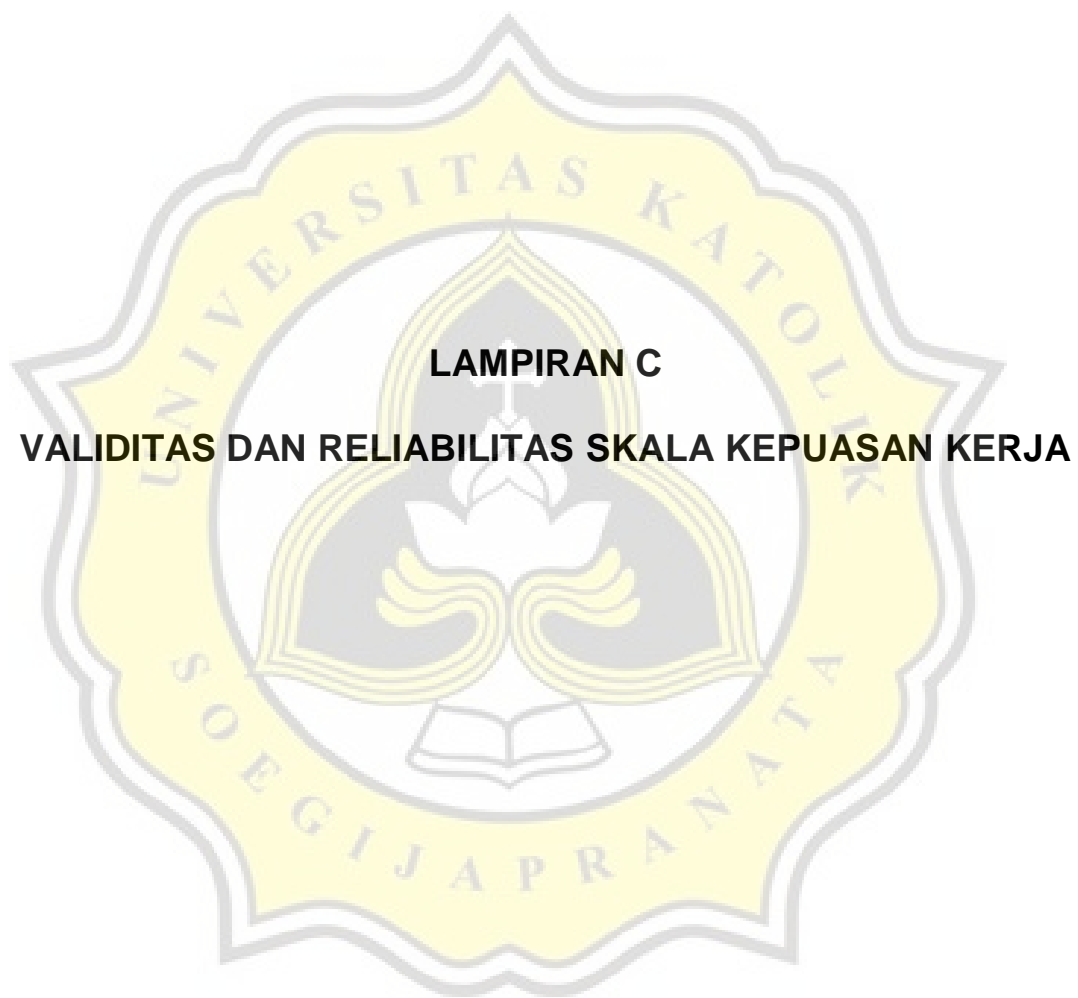 UNIVERSITAS KATOLIK
LAMPIRAN C
VALIDITAS DAN RELIABILITAS SKALA KEPUASAN KERJA
SOEGIJAPRANATA